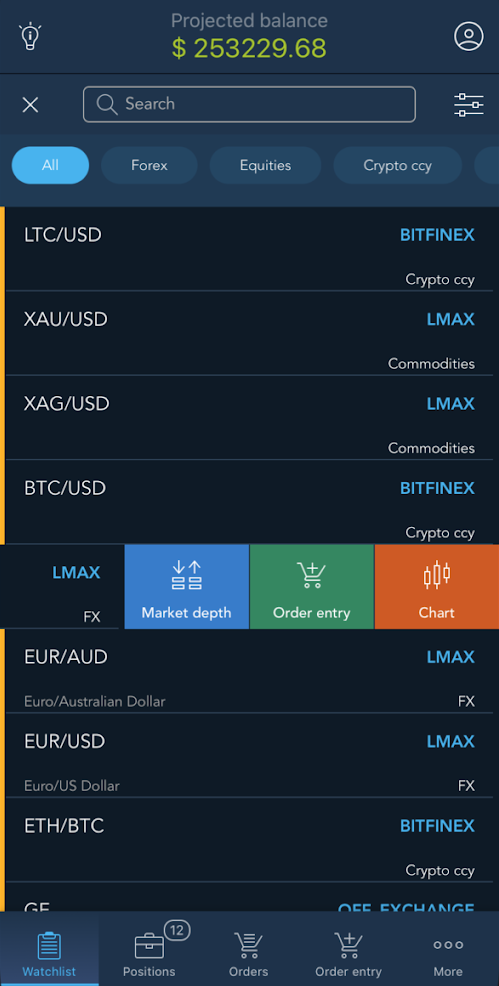 Projected balance
$ 253229.68
Search
All Forex Equities Crypto ccy
LTC/USD BITFINEX
Crypto ccy
XAU/USD LMAX
Commodities
XAG/USD LMAX
Commodities
BTC/USD BITFINEX
Crypto ccy
LMAX
FX Market depth Order entry Chart
EUR/AUD LMAX
Euro/Australian Dollar FX
EUR/USD LMAX
Euro/US Dollar FX
ETH/BTC BITFINEX
Crypto ccy
GE OFF_EXCHANGE
12
Watchlist Positions Orders Order entry More